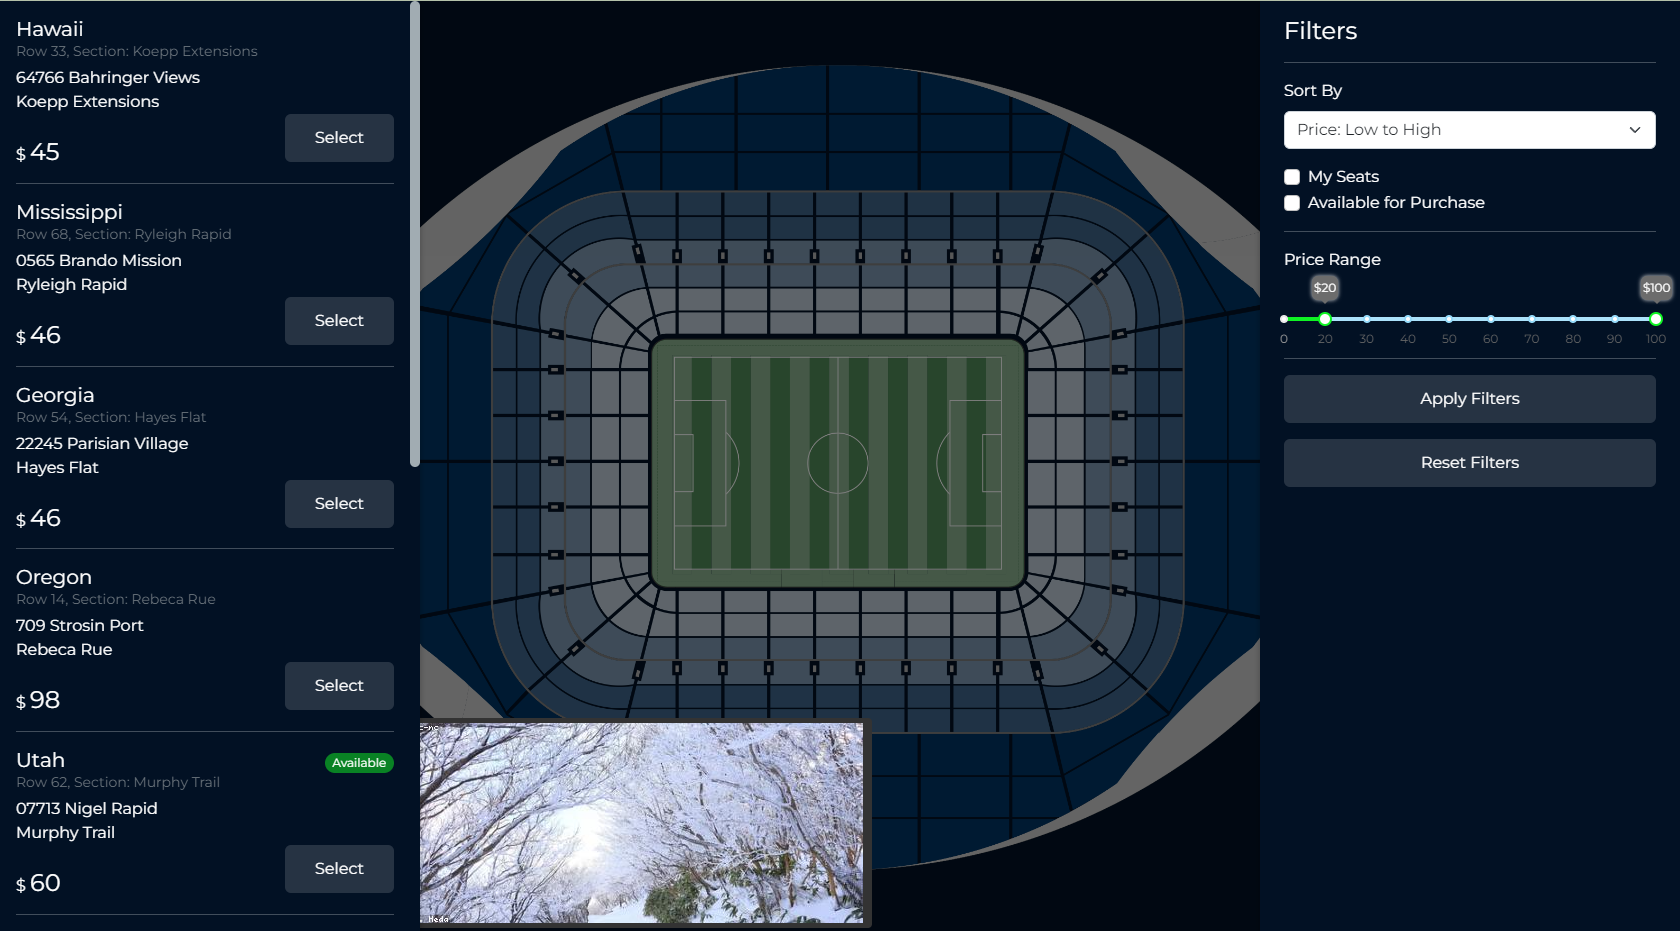 Hawaii
Row 33, Section: Koepp Extensions
64766 Bahringer Views
Koepp Extensions
$ 45
Select
Mississippi
Row 68, Section: Ryleigh Rapid
0565 Brando Mission
Ryleigh Rapid
$ 46
Select
Georgia
Row 54, Section: Hayes Flat
22245 Parisian Village
Hayes Flat
$ 46
Select
Oregon
Row 14, Section: Rebeca Rue
709 Strosin Port
Rebeca Rue
$ 98
Select
Utah
Available
Row 62, Section: Murphy Trail
07713 Nigel Rapid
Murphy Trail
$ 60
Select
Filters
Sort By
Price: Low to High
My Seats
Available for Purchase
Price Range
$20 $100
0 20 30 40 50 60 70 80 90 100
Apply Filters
Reset Filters